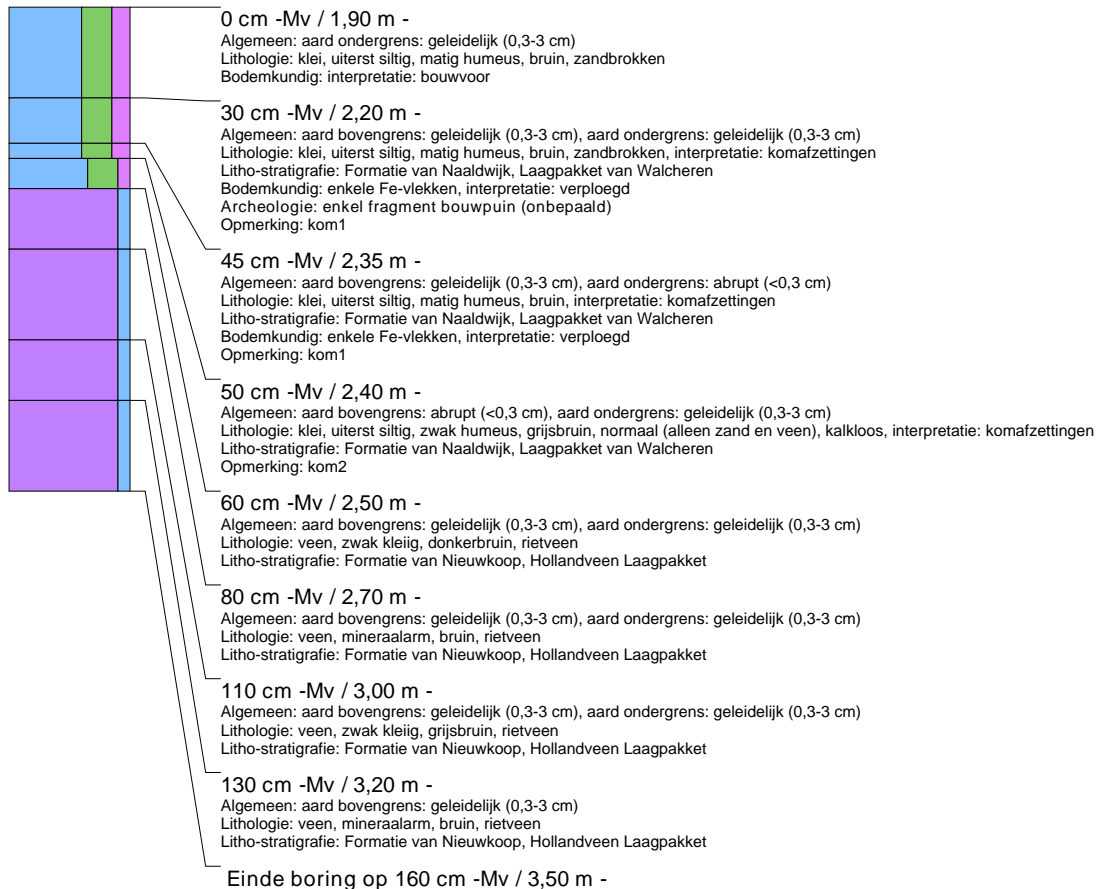 0 cm -Mv / 1,90 m -
Algemeen: aard ondergrens: geleidelijk (0,3-3 cm)
Lithologie: klei, uiterst siltig, matig humeus, bruin, zandbrokken
Bodemkundig: interpretatie: bouwvoor
30 cm -Mv / 2,20 m -
Algemeen: aard bovengrens: geleidelijk (0,3-3 cm), aard ondergrens: geleidelijk (0,3-3 cm)
Lithologie: klei, uiterst siltig, matig humeus, bruin, zandbrokken, interpretatie: komafzettingen
Litho-stratigrafie: Formatie van Naaldwijk, Laagpakket van Walcheren
Bodemkundig: enkele Fe-vlekken, interpretatie: verploegd
Archeologie: enkel fragment bouwpuin (onbepaald)
Opmerking: kom1
45 cm -Mv / 2,35 m -
Algemeen: aard bovengrens: geleidelijk (0,3-3 cm), aard ondergrens: abrupt (<0,3 cm)
Lithologie: klei, uiterst siltig, matig humeus, bruin, interpretatie: komafzettingen
Litho-stratigrafie: Formatie van Naaldwijk, Laagpakket van Walcheren
Bodemkundig: enkele Fe-vlekken, interpretatie: verploegd
Opmerking: kom1
50 cm -Mv / 2,40 m -
Algemeen: aard bovengrens: abrupt (<0,3 cm), aard ondergrens: geleidelijk (0,3-3 cm)
Lithologie: klei, uiterst siltig, zwak humeus, grijsbruin, normaal (alleen zand en veen), kalkloos, interpretatie: komafzettingen
Litho-stratigrafie: Formatie van Naaldwijk, Laagpakket van Walcheren
Opmerking: kom2
60 cm -Mv / 2,50 m -
Algemeen: aard bovengrens: geleidelijk (0,3-3 cm), aard ondergrens: geleidelijk (0,3-3 cm)
Lithologie: veen, zwak kleiig, donkerbruin, rietveen
Litho-stratigrafie: Formatie van Nieuwkoop, Hollandveen Laagpakket
80 cm -Mv / 2,70 m -
Algemeen: aard bovengrens: geleidelijk (0,3-3 cm), aard ondergrens: geleidelijk (0,3-3 cm)
Lithologie: veen, mineraalarm, bruin, rietveen
Litho-stratigrafie: Formatie van Nieuwkoop, Hollandveen Laagpakket
110 cm -Mv / 3,00 m -
Algemeen: aard bovengrens: geleidelijk (0,3-3 cm), aard ondergrens: geleidelijk (0,3-3 cm)
Lithologie: veen, zwak kleiig, grijsbruin, rietveen
Litho-stratigrafie: Formatie van Nieuwkoop, Hollandveen Laagpakket
130 cm -Mv / 3,20 m -
Algemeen: aard bovengrens: geleidelijk (0,3-3 cm)
Lithologie: veen, mineraalarm, bruin, rietveen
Litho-stratigrafie: Formatie van Nieuwkoop, Hollandveen Laagpakket
Einde boring op 160 cm -Mv / 3,50 m -